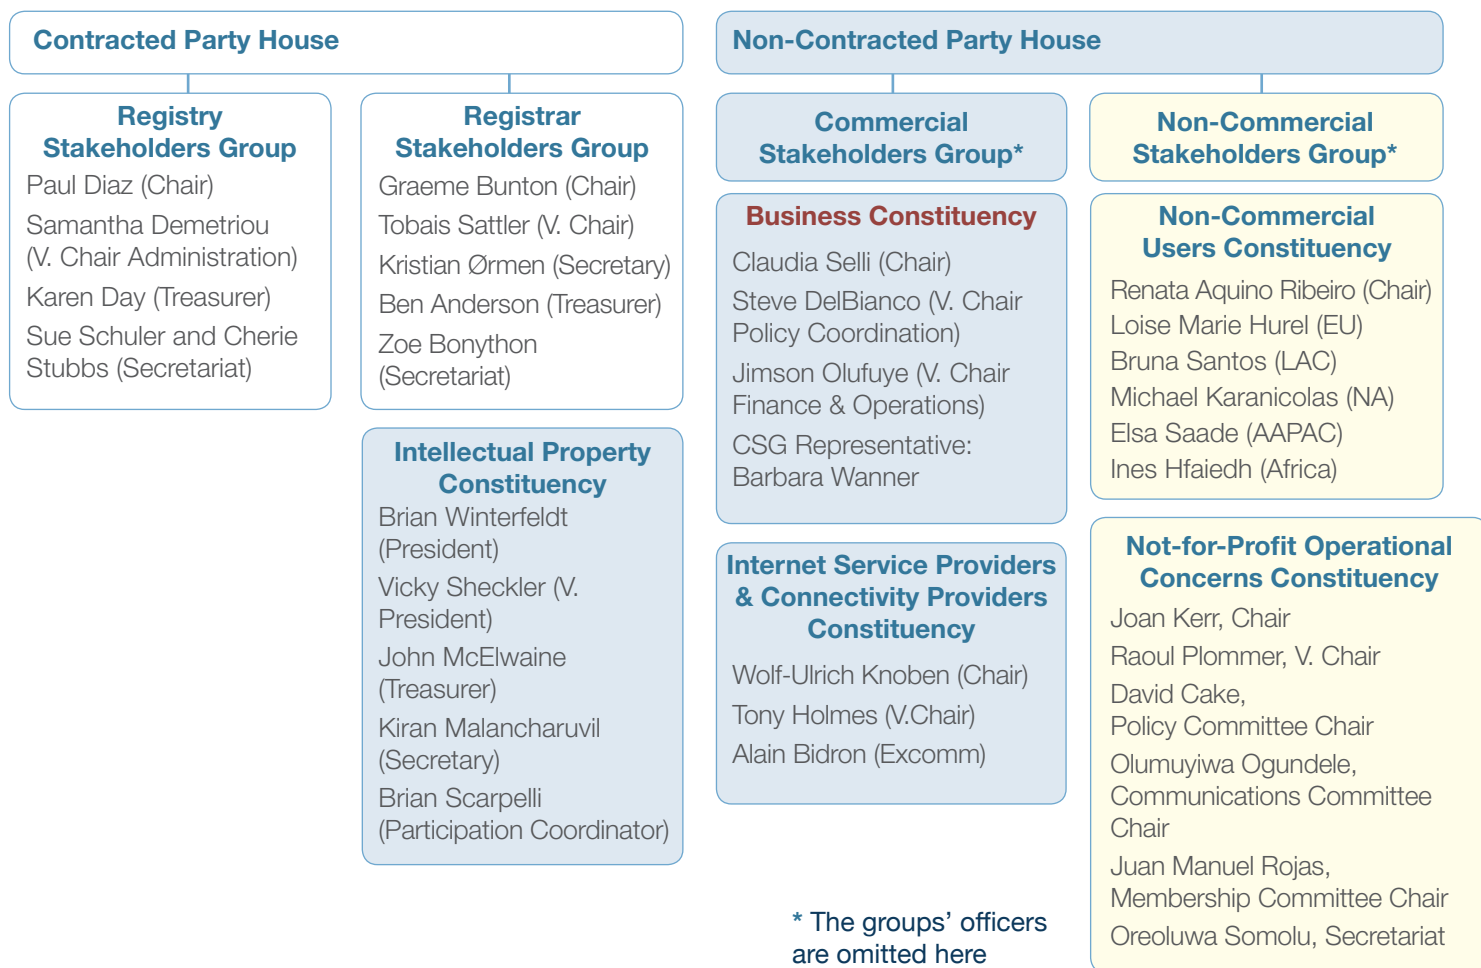 Contracted Party House
Non-Contracted Party House
Registry
Stakeholders Group
Paul Diaz (Chair)
Samantha Demetriou
(V. Chair Administration)
Karen Day (Treasurer)
Sue Schuler and Cherie
Stubbs (Secretariat)
Registrar
Stakeholders Group
Graeme Bunton (Chair)
Tobais Sattler (V. Chair)
Kristian Ørmen (Secretary)
Ben Anderson (Treasurer)
Zoe Bonython
(Secretariat)
Intellectual Property
Constituency
Brian Winterfeldt
(President)
Vicky Sheckler (V.
President)
John McElwaine
(Treasurer)
Kiran Malancharuvil
(Secretary)
Brian Scarpelli
(Participation Coordinator)
Commercial
Stakeholders Group*
Business Constituency
Claudia Selli (Chair)
Steve DelBianco (V. Chair
Policy Coordination)
Jimson Olufuye (V. Chair
Finance & Operations)
CSG Representative:
Barbara Wanner
Internet Service Providers
& Connectivity Providers
Constituency
Wolf-Ulrich Knoben (Chair)
Tony Holmes (V.Chair)
Alain Bidron (Excomm)
Non-Commercial
Stakeholders Group*
Non-Commercial
Users Constituency
Renata Aquino Ribeiro (Chair)
Loise Marie Hurel (EU)
Bruna Santos (LAC)
Michael Karanicolas (NA)
Elsa Saade (AAPAC)
Ines Hfaiedh (Africa)
Not-for-Profit Operational
Concerns Constituency
Joan Kerr, Chair
Raoul Plommer, V. Chair
David Cake,
Policy Committee Chair
Olumuyiwa Ogundele,
Communications Committee
Chair
Juan Manuel Rojas,
Membership Committee Chair
Oreoluwa Somolu, Secretariat
* The groups’ officers
are omitted here